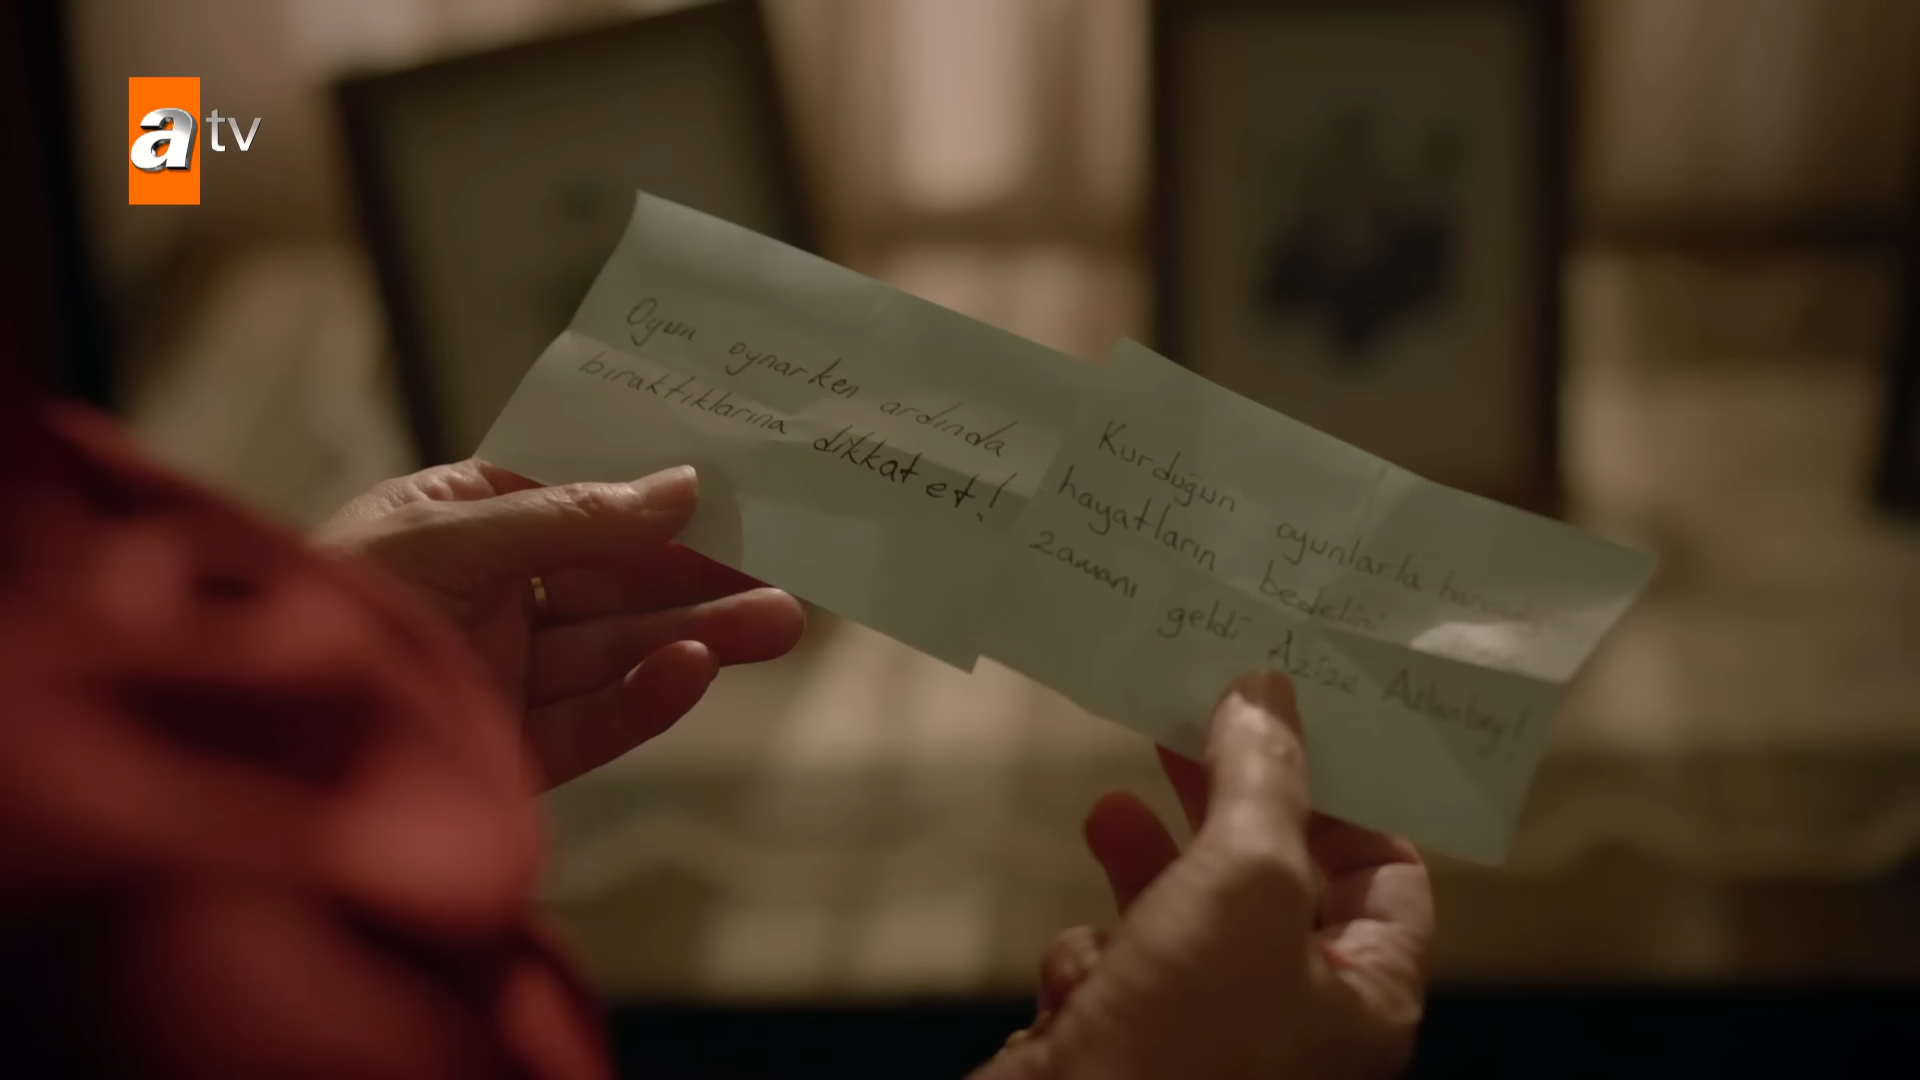 atv
Oyun oynarken ardında
bıraktıklarına dikkat et!
Kurduğun oyunlarla
hayatların bedelini
zamanı geldi Azize Aslanbey!